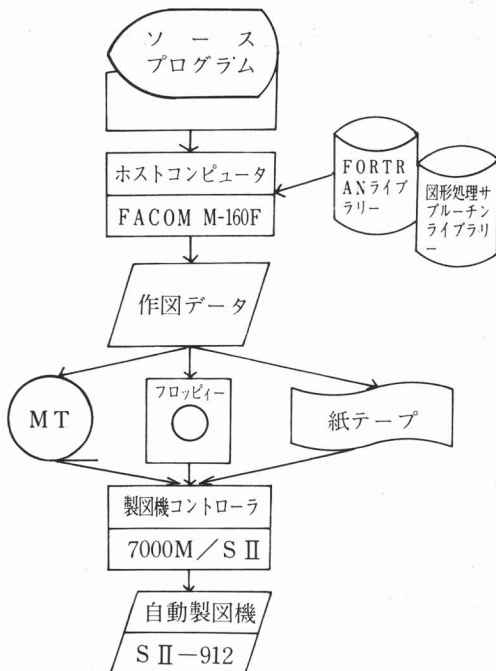 ソース
プログラム
ホストコンピュータ
FACOM M-160F
FORTR
ANライブ
ラリー
図形処理サ
ブルーチン
ライブラリ
ー
作図データ
MT
フロッピィー
紙テープ
製図機コントローラ
7000M／SⅡ
自動製図機
SⅡ－912